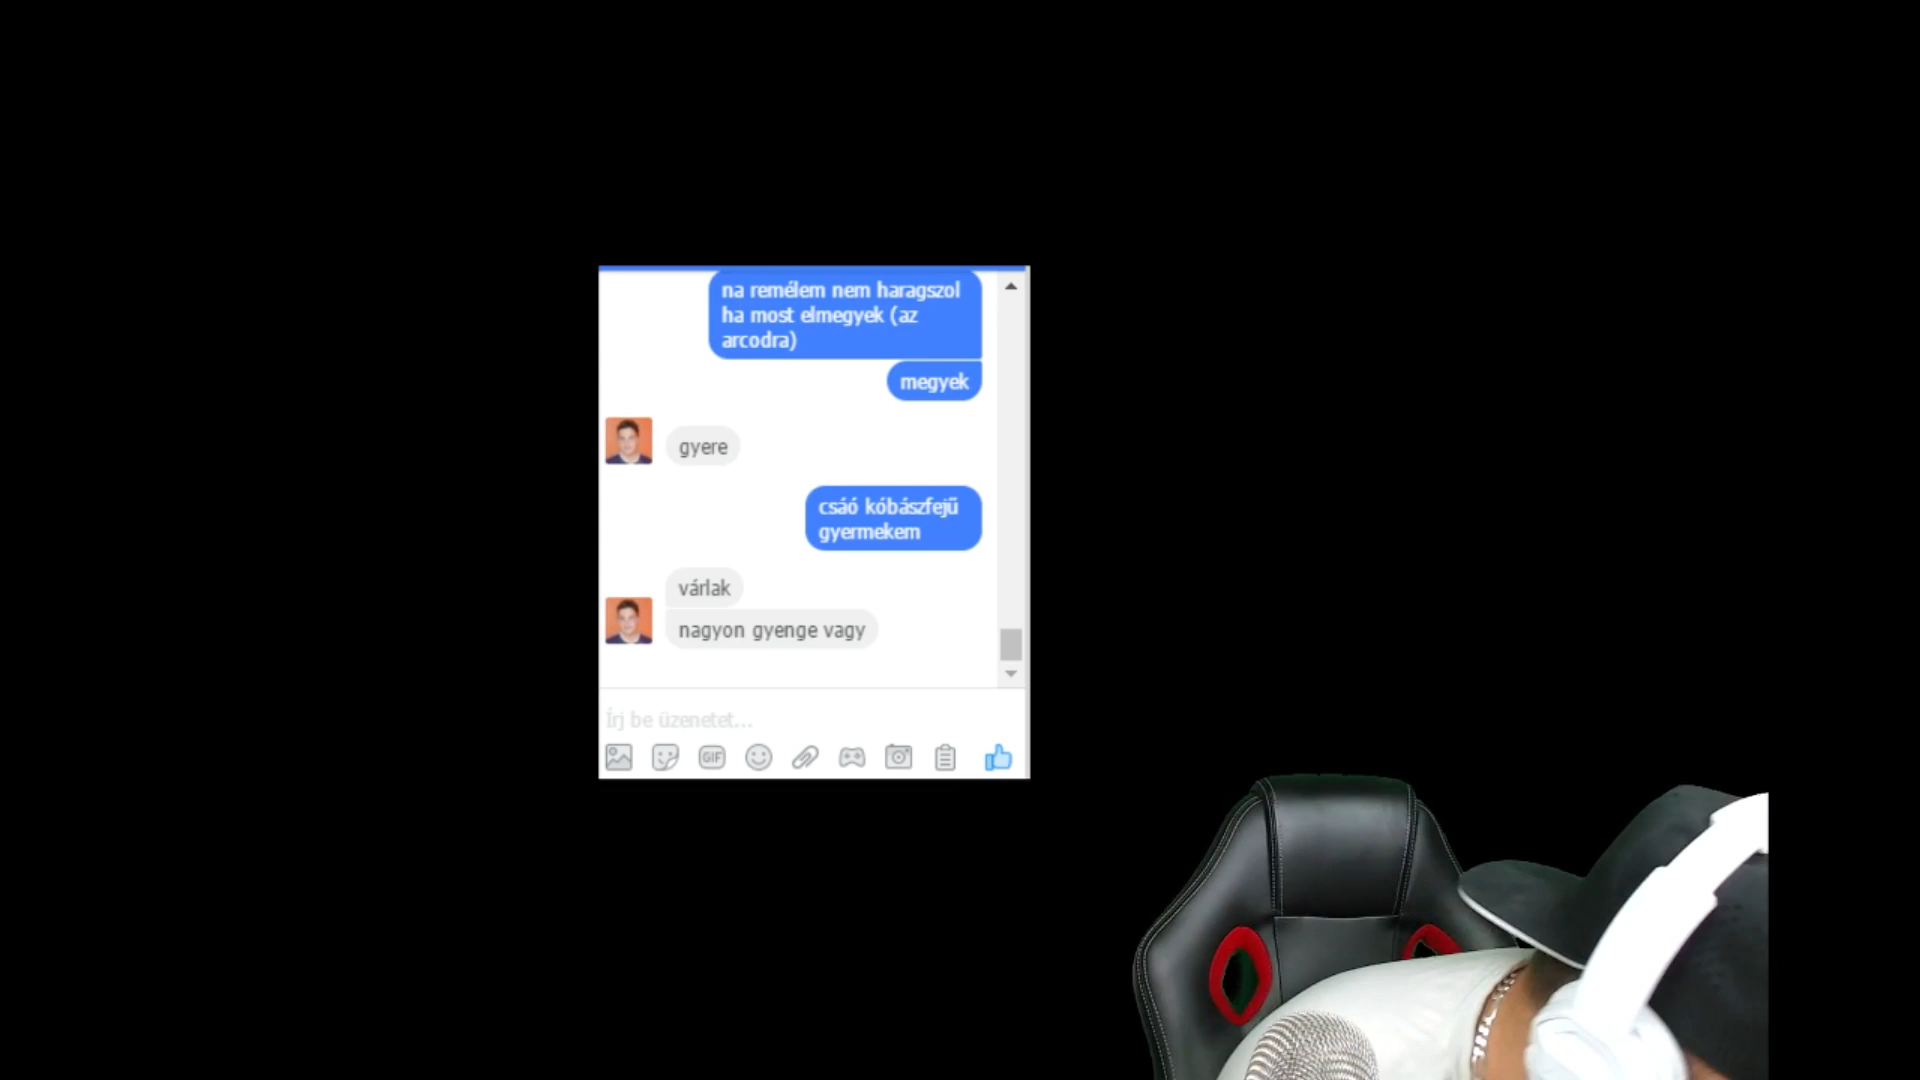 na remélem nem haragszol
ha most elmegyek (az
arcodra)
megyek
gyere
csáó kóbászfejű
gyermekem
várlak
nagyon gyenge vagy
Írj be üzenetet...
GIF